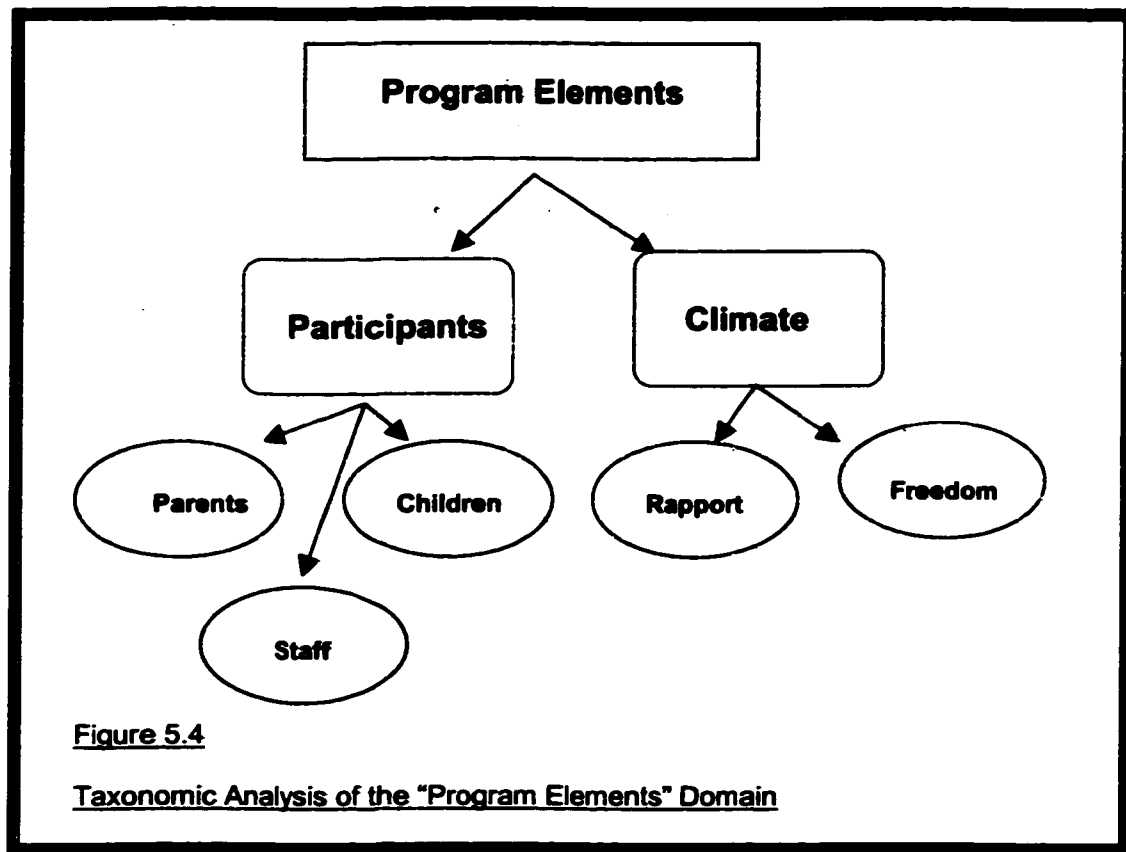 Program Elements
Participants
Climate
Parents
Children
Rapport
Freedom
Staff
Figure 5.4
Taxonomic Analysis of the "Program Elements" Domain